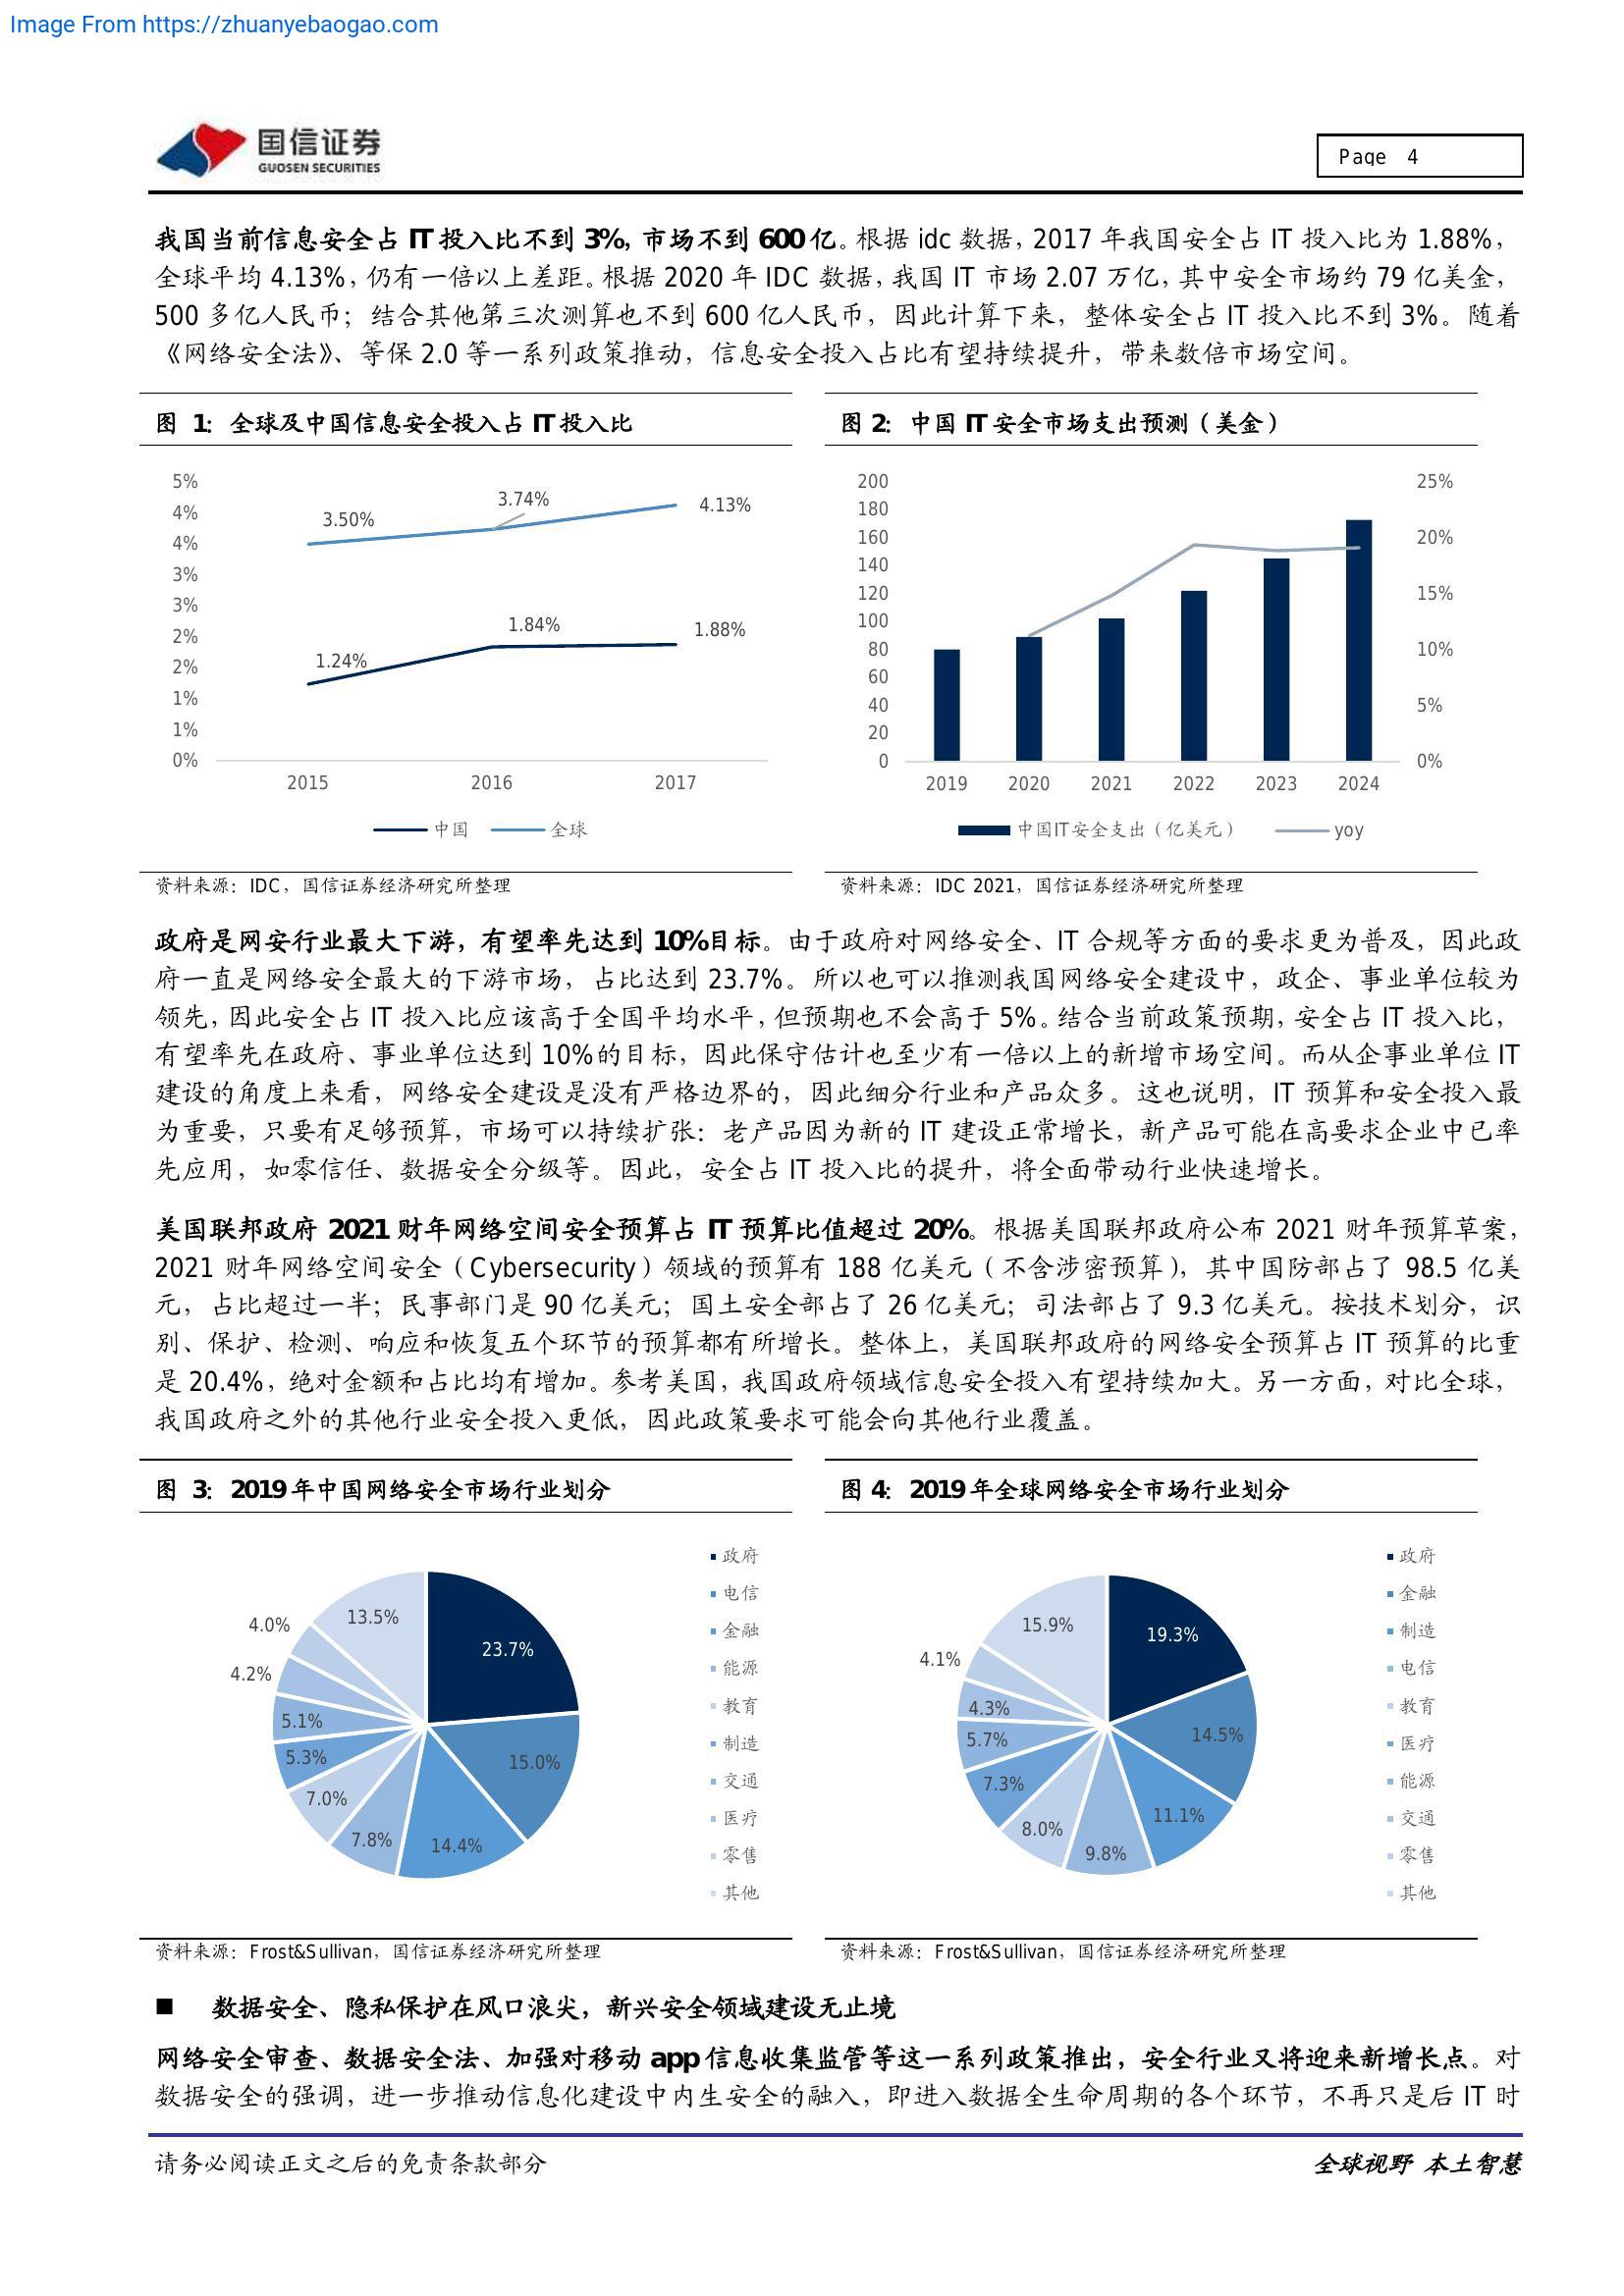 Image From https://zhuanyebaogao.com
国信证券
GUOSEN SECURITIES
Page 4
我国当前信息安全占 IT 投入比不到 3%, 市场不到 600 亿。根据 idc 数据，2017 年我国安全占 IT 投入比为 1.88%，
全球平均 4.13%，仍有一倍以上差距。根据 2020 年 IDC 数据，我国 IT 市场 2.07 万亿，其中安全市场约 79 亿美金，
500 多亿人民币；结合其他第三次测算也不到 600 亿人民币，因此计算下来，整体安全占 IT 投入比不到 3%。随着
《网络安全法》、等保 2.0 等一系列政策推动，信息安全投入占比有望持续提升，带来数倍市场空间。
图 1：全球及中国信息安全投入占 IT 投入比
5%
4%
4%
3%
3%
2%
2%
1%
1%
0%
3.50%
3.74%
4.13%
1.24%
1.84%
1.88%
2015 2016 2017
中国 全球
资料来源：IDC，国信证券经济研究所整理
图 2：中国 IT 安全市场支出预测（美金）
200
180
160
140
120
100
80
60
40
20
0
25%
20%
15%
10%
5%
0%
2019 2020 2021 2022 2023 2024
中国IT安全支出（亿美元） yoy
资料来源：IDC 2021，国信证券经济研究所整理
政府是网安行业最大下游，有望率先达到 10%目标。由于政府对网络安全、IT 合规等方面的要求更为普及，因此政
府一直是网络安全最大的下游市场，占比达到 23.7%。所以也可以推测我国网络安全建设中，政企、事业单位较为
领先，因此安全占 IT 投入比应该高于全国平均水平，但预期也不会高于 5%。结合当前政策预期，安全占 IT 投入比，
有望率先在政府、事业单位达到 10%的目标，因此保守估计也至少有一倍以上的新增市场空间。而从企事业单位 IT
建设的角度上来看，网络安全建设是没有严格边界的，因此细分行业和产品众多。这也说明，IT 预算和安全投入最
为重要，只要有足够预算，市场可以持续扩张：老产品因为新的 IT 建设正常增长，新产品可能在高要求企业中已率
先应用，如零信任、数据安全分级等。因此，安全占 IT 投入比的提升，将全面带动行业快速增长。
美国联邦政府 2021 财年网络空间安全预算占 IT 预算比值超过 20%。根据美国联邦政府公布 2021 财年预算草案，
2021 财年网络空间安全（Cybersecurity）领域的预算有 188 亿美元（不含涉密预算），其中国防部占了 98.5 亿美
元，占比超过一半；民事部门是 90 亿美元；国土安全部占了 26 亿美元；司法部占了 9.3 亿美元。按技术划分，识
别、保护、检测、响应和恢复五个环节的预算都有所增长。整体上，美国联邦政府的网络安全预算占 IT 预算的比重
是 20.4%，绝对金额和占比均有增加。参考美国，我国政府领域信息安全投入有望持续加大。另一方面，对比全球，
我国政府之外的其他行业安全投入更低，因此政策要求可能会向其他行业覆盖。
图 3：2019 年中国网络安全市场行业划分
23.7%
15.0%
14.4%
7.8%
7.0%
5.3%
5.1%
4.2%
4.0%
13.5%
政府
电信
金融
能源
教育
制造
交通
医疗
零售
其他
资料来源：Frost&Sullivan，国信证券经济研究所整理
图 4：2019 年全球网络安全市场行业划分
19.3%
14.5%
11.1%
9.8%
8.0%
7.3%
5.7%
4.3%
4.1%
15.9%
政府
金融
制造
电信
教育
医疗
能源
交通
零售
其他
资料来源：Frost&Sullivan，国信证券经济研究所整理
■ 数据安全、隐私保护在风口浪尖，新兴安全领域建设无止境
网络安全审查、数据安全法、加强对移动 app 信息收集监管等这一系列政策推出，安全行业又将迎来新增长点。对
数据安全的强调，进一步推动信息化建设中内生安全的融入，即进入数据全生命周期的各个环节，不再只是后 IT 时
请务必阅读正文之后的免责条款部分
全球视野 本土智慧